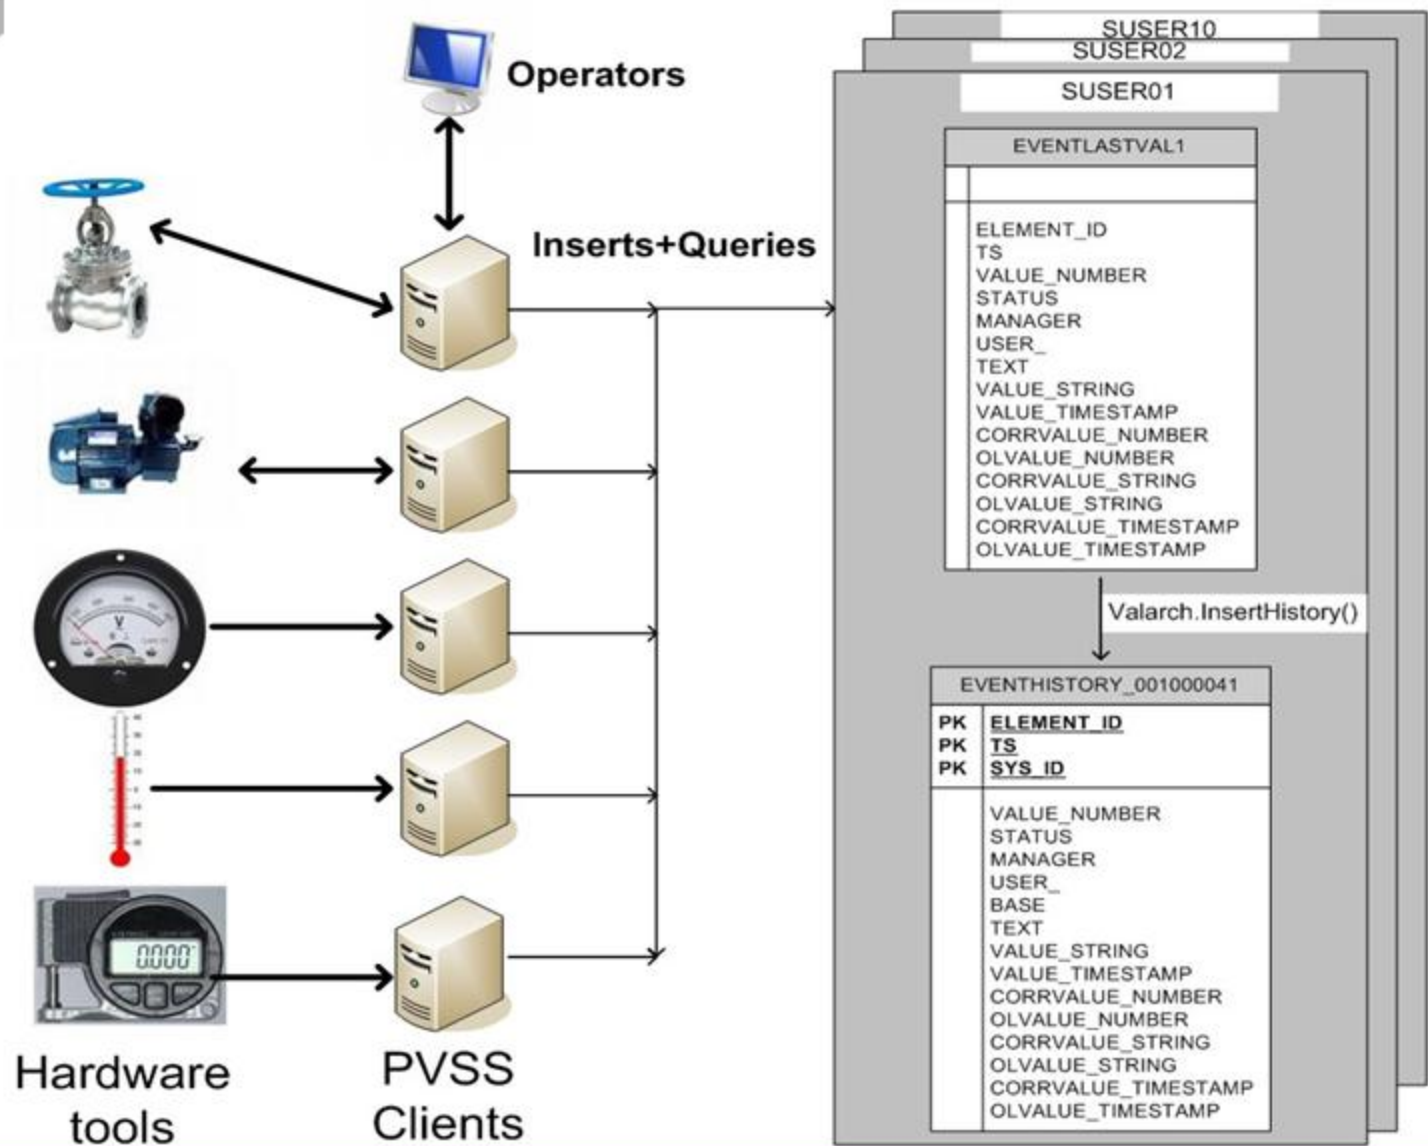 Operators
Inserts+Queries
Hardware
tools
PVSS
Clients
SUSER10
SUSER02
SUSER01
EVENTLASTVAL1
ELEMENT_ID
TS
VALUE_NUMBER
STATUS
MANAGER
USER_
TEXT
VALUE_STRING
VALUE_TIMESTAMP
CORRVALUE_NUMBER
OLVALUE_NUMBER
CORRVALUE_STRING
OLVALUE_STRING
CORRVALUE_TIMESTAMP
OLVALUE_TIMESTAMP
Valarch.InsertHistory()
EVENTHISTORY_001000041
PK ELEMENT_ID
PK TS
PK SYS_ID
VALUE_NUMBER
STATUS
MANAGER
USER_
BASE
TEXT
VALUE_STRING
VALUE_TIMESTAMP
CORRVALUE_NUMBER
OLVALUE_NUMBER
CORRVALUE_STRING
OLVALUE_STRING
CORRVALUE_TIMESTAMP
OLVALUE_TIMESTAMP
V
0.000